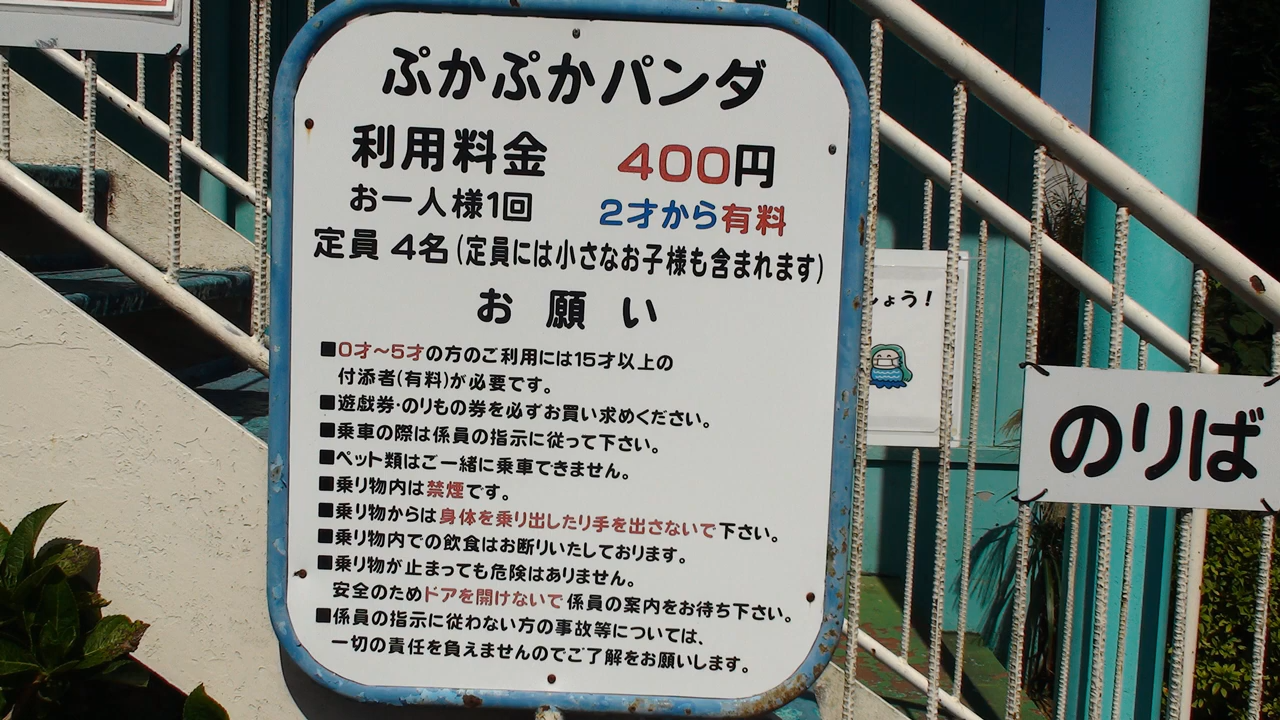 ぷかぷかパンダ
利用料金 400円
お一人様1回 2才から有料
定員 4名(定員には小さなお子様も含まれます)
お願い
■0才～5才の方のご利用には15才以上の
付添者(有料)が必要です。
■遊戯券・のりもの券を必ずお買い求めください。
■乗車の際は係員の指示に従って下さい。
■ペット類はご一緒に乗車できません。
■乗り物内は禁煙です。
■乗り物からは身体を乗り出したり手を出さないで下さい。
■乗り物内での飲食はお断りいたしております。
■乗り物が止まっても危険はありません。
安全のためドアを開けないで係員の案内をお待ち下さい。
■係員の指示に従わない方の事故等については、
一切の責任を負えませんのでご了解をお願いします。
しょう!
のりば